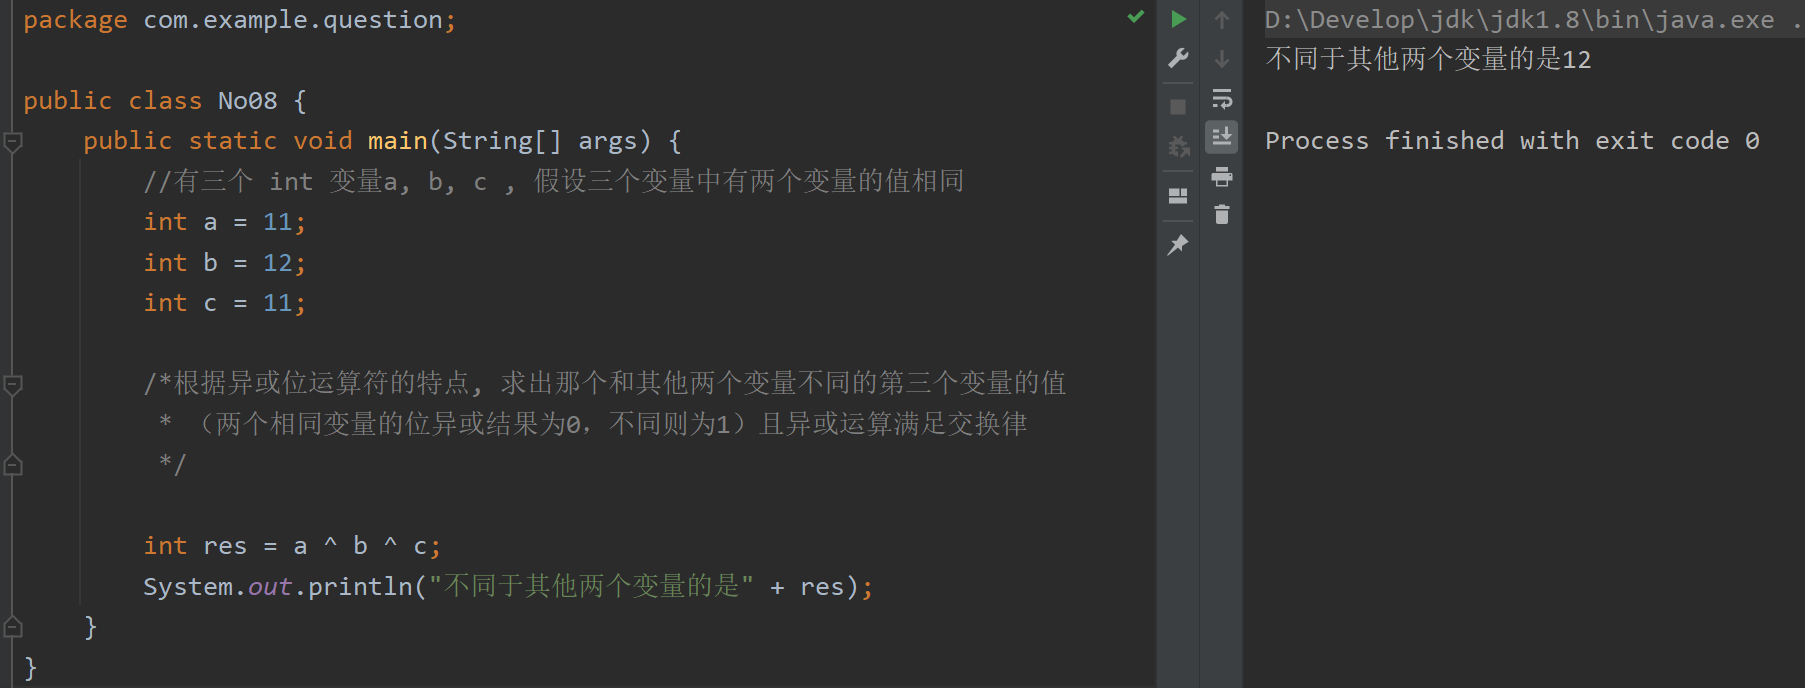 package com.example.question;
public class No08 {
public static void main(String[] args) {
//有三个 int 变量a, b, c , 假设三个变量中有两个变量的值相同
int a = 11;
int b = 12;
int c = 11;
/*根据异或位运算符的特点, 求出那个和其他两个变量不同的第三个变量的值
* （两个相同变量的位异或结果为0，不同则为1）且异或运算满足交换律
*/
int res = a ^ b ^ c;
System.out.println("不同于其他两个变量的是" + res);
}
}
D:\Develop\jdk\jdk1.8\bin\java.exe .
不同于其他两个变量的是12
Process finished with exit code 0